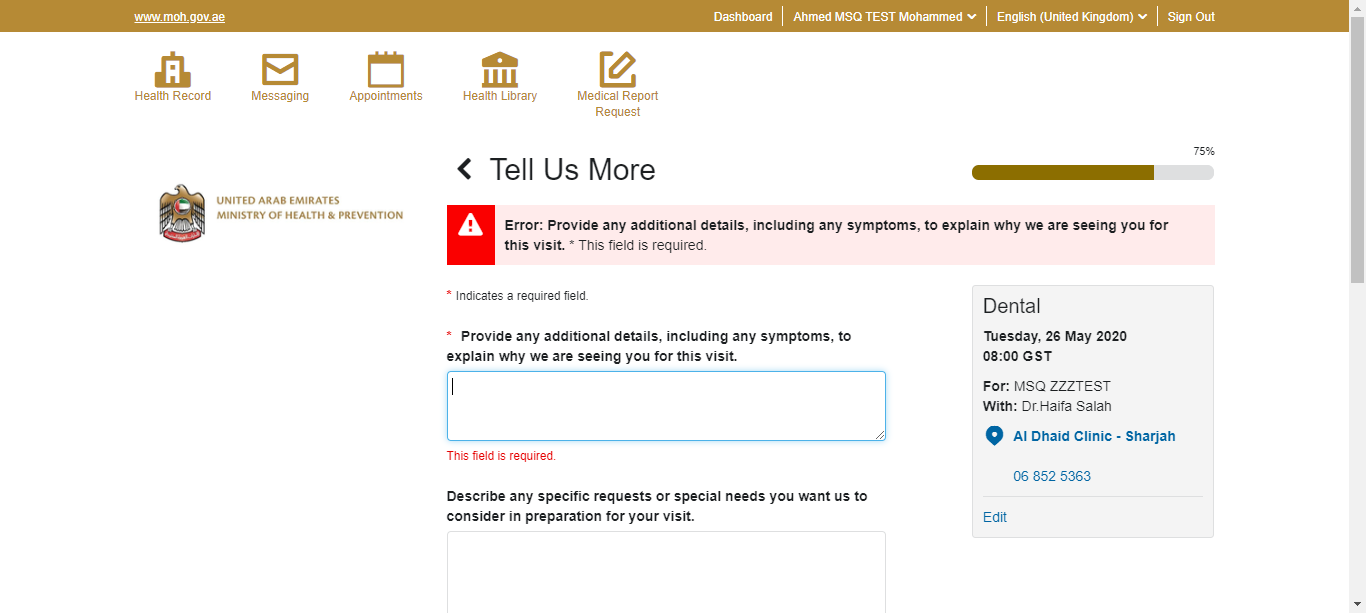 www.moh.gov.ae
Dashboard
Ahmed MSQ TEST Mohammed
English (United Kingdom)
Sign Out
Health Record
Messaging
Appointments
Health Library
Medical Report
Request
UNITED ARAB EMIRATES
MINISTRY OF HEALTH & PREVENTION
Tell Us More
75%
Error: Provide any additional details, including any symptoms, to explain why we are seeing you for
this visit. * This field is required.
* Indicates a required field.
* Provide any additional details, including any symptoms, to
explain why we are seeing you for this visit.
This field is required.
Describe any specific requests or special needs you want us to
consider in preparation for your visit.
Dental
Tuesday, 26 May 2020
08:00 GST
For: MSQ ZZZTEST
With: Dr.Haifa Salah
Al Dhaid Clinic - Sharjah
06 852 5363
Edit